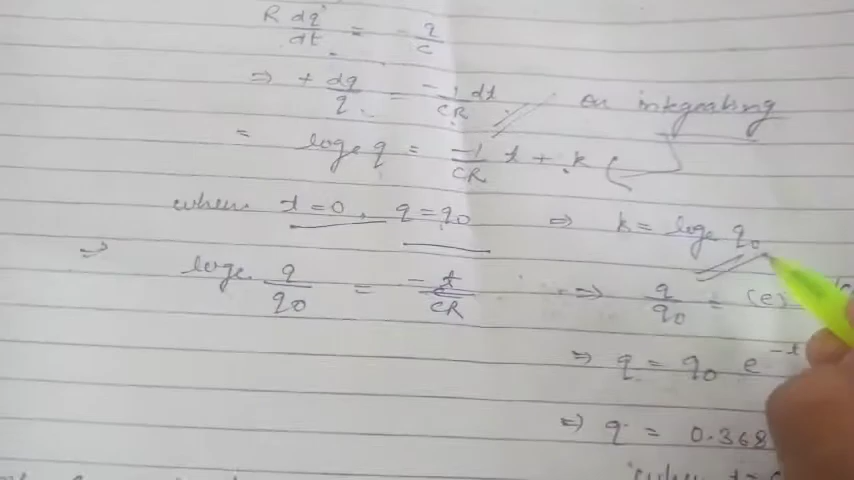 R dq/dt = - q/C
⇒ + dq/q = -1/CR dt on integrating
= loge q = -1/CR t + k
when t = 0, q = q0 ⇒ k = loge q0
⇒ loge q/q0 = -t/CR ⇒ q/q0 = (e)
⇒ q = q0 e^-t
⇒ q = 0.368
when t =